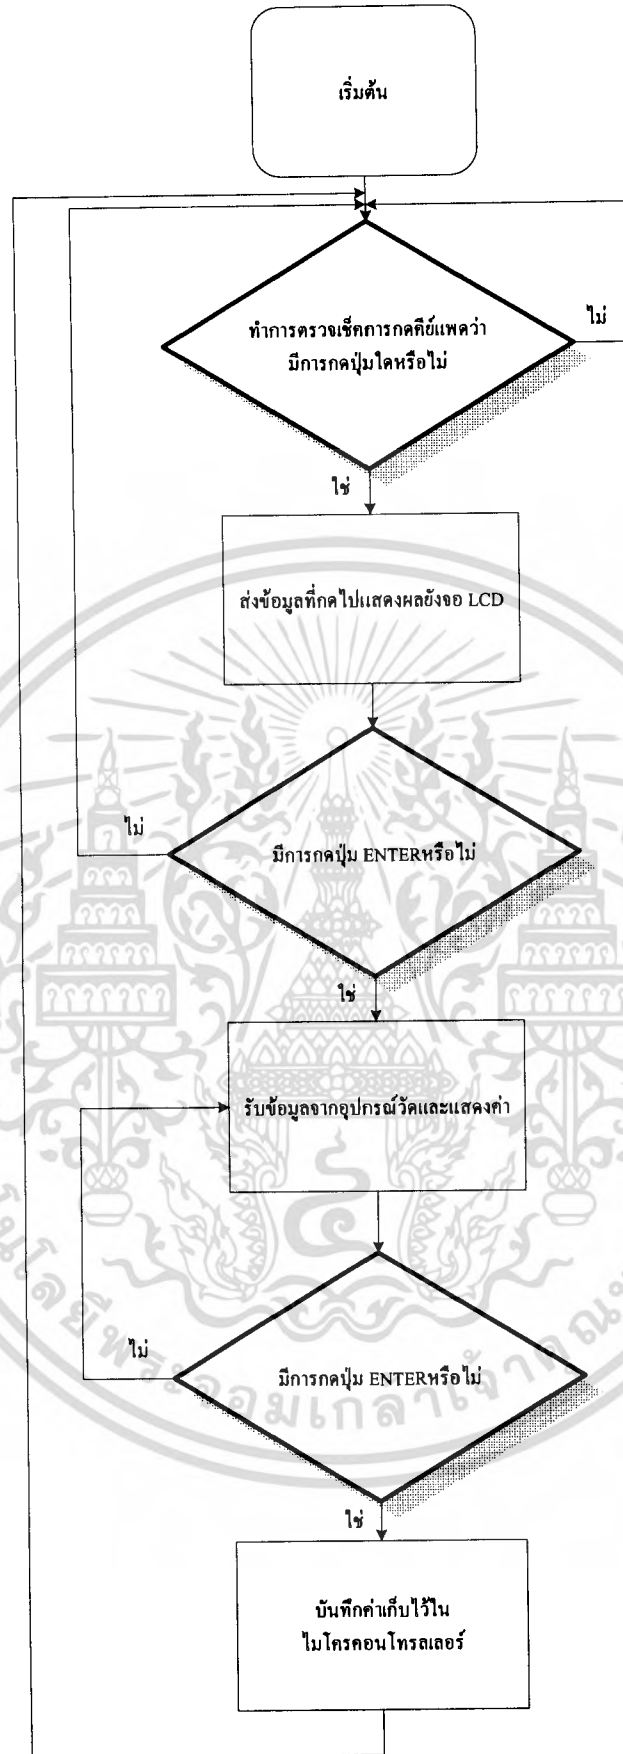 เริ่มต้น
ทำการตรวจเช็คการกดคีย์แพดว่า
มีการกดปุ่มใดหรือไม่
ไม่
ใช่
ส่งข้อมูลที่กดไปแสดงผลยังจอ LCD
ไม่
มีการกดปุ่ม ENTERหรือไม่
ใช่
รับข้อมูลจากอุปกรณ์วัดและแสดงค่า
ไม่
มีการกดปุ่ม ENTERหรือไม่
ใช่
บันทึกค่าเก็บไว้ใน
ไมโครคอนโทรลเลอร์